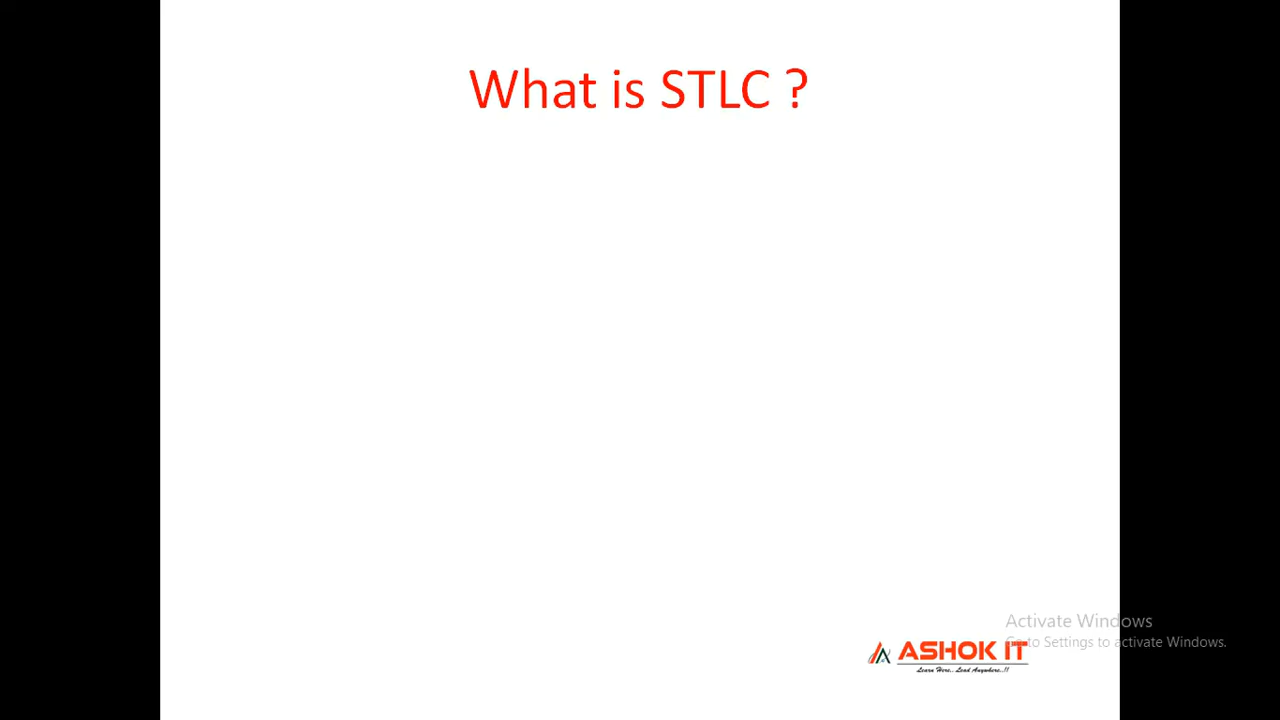 What is STLC ?
Activate Windows
Go to Settings to activate Windows.
ASHOK IT
Learn Here.. Lead Anywhere..!!